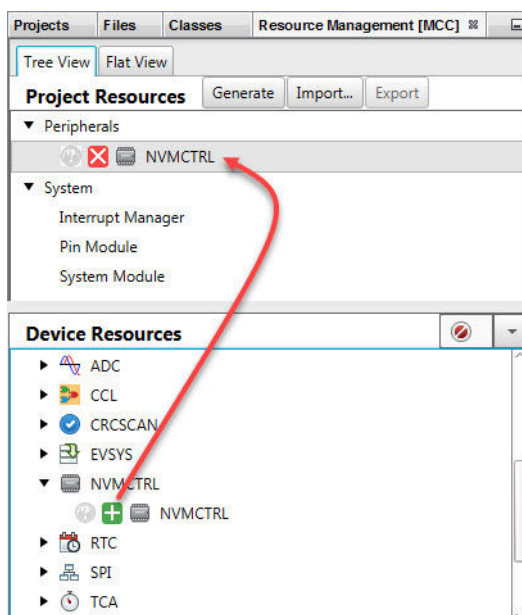 Projects Files Classes Resource Management [MCC]
Tree View Flat View
Project Resources Generate Import... Export
Peripherals
NVMCTRL
System
Interrupt Manager
Pin Module
System Module
Device Resources
ADC
CCL
CRCSCAN
EVSYS
NVMCTRL
NVMCTRL
RTC
SPI
TCA